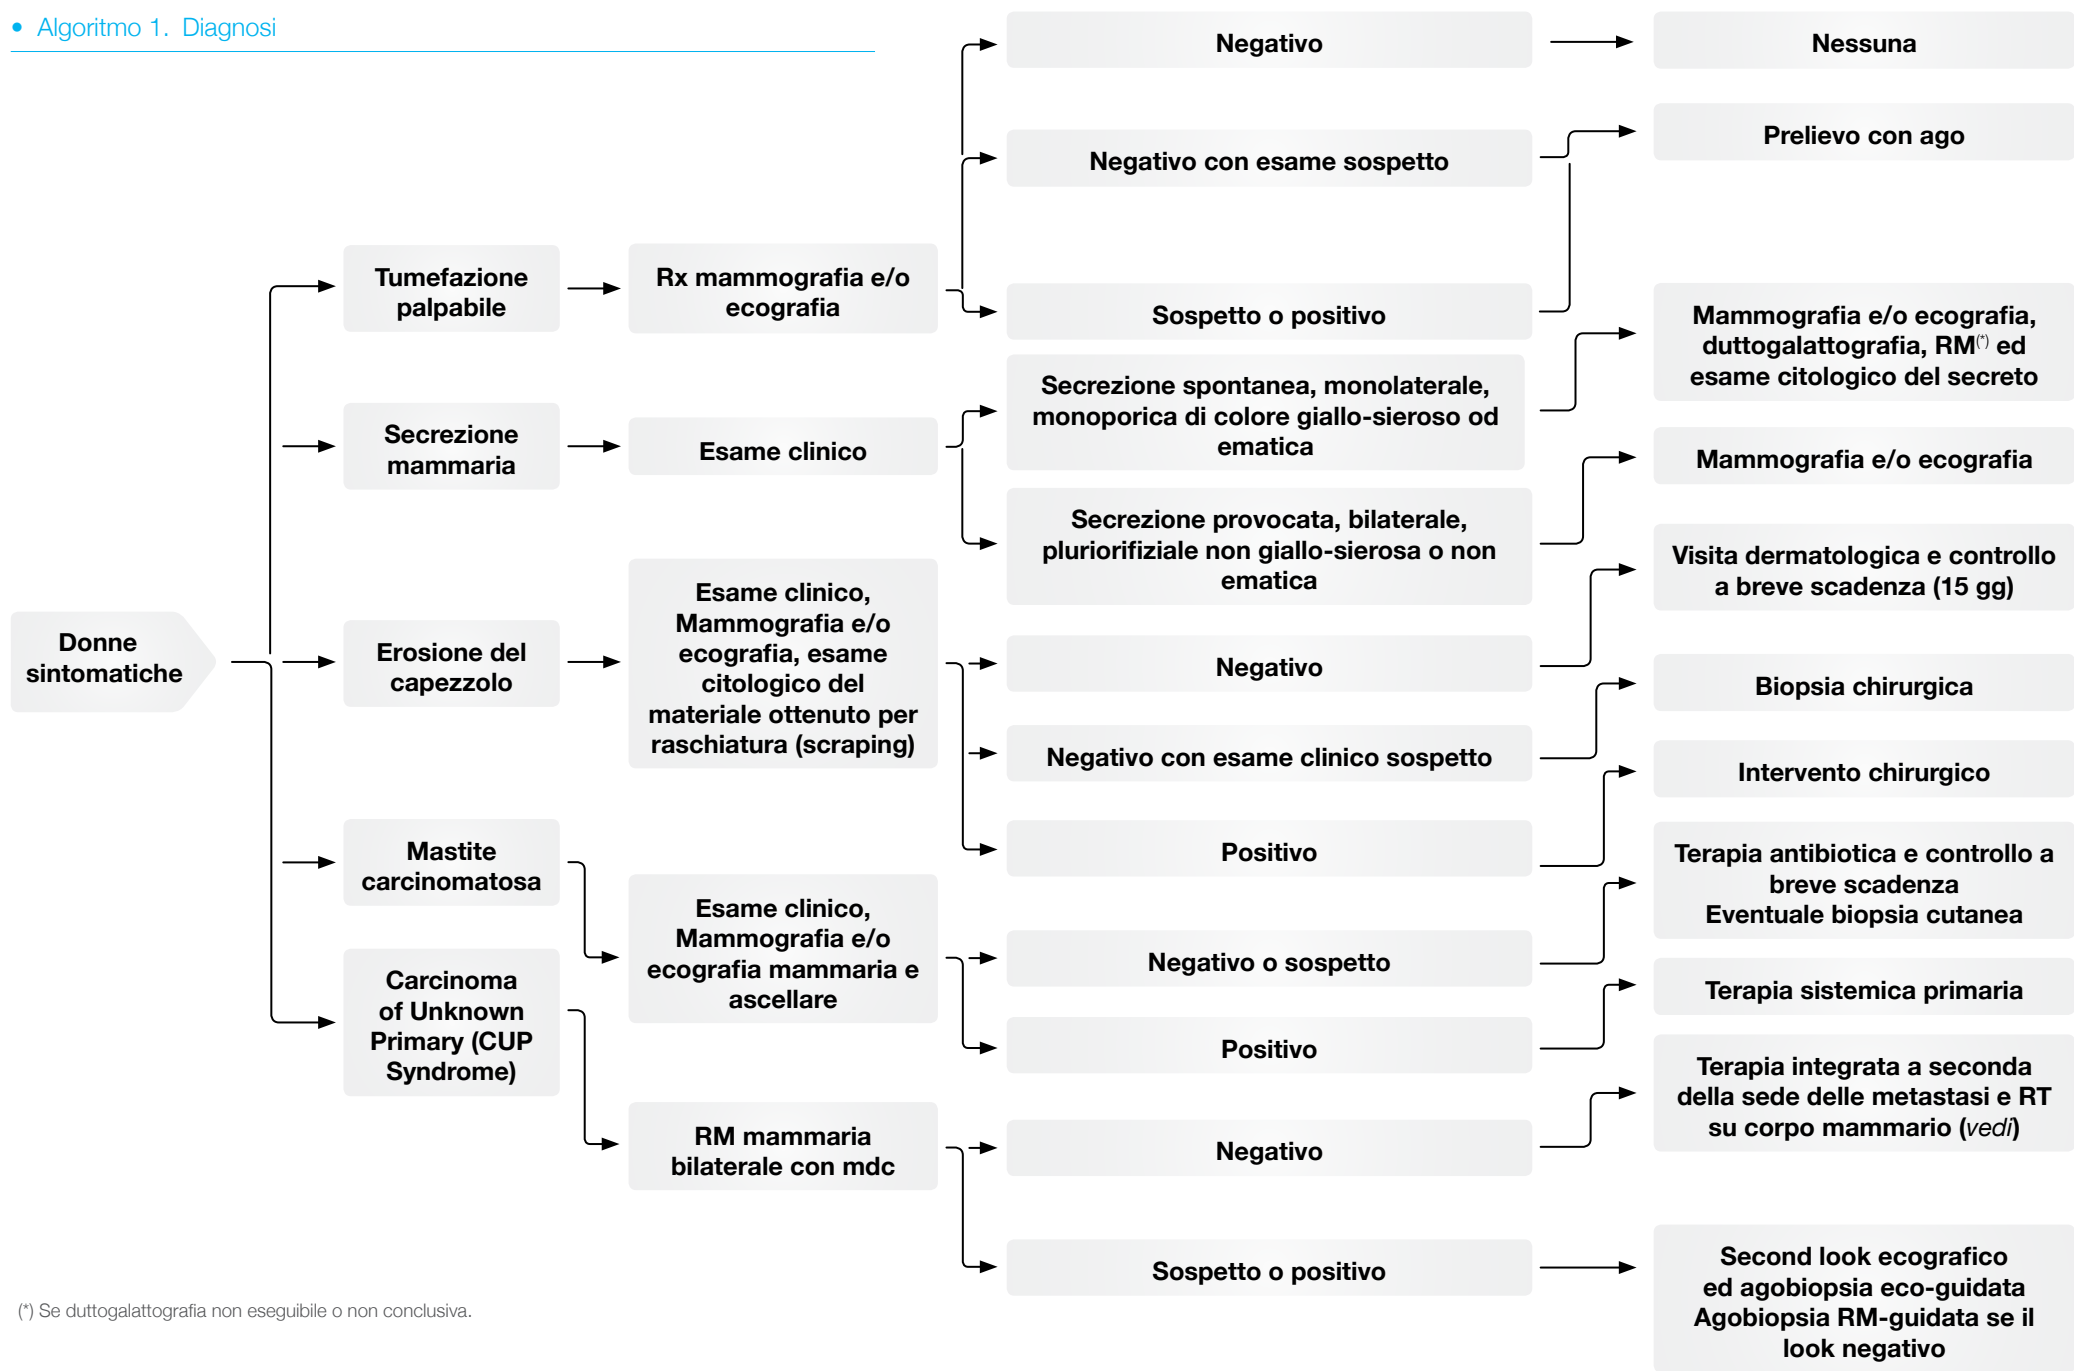 • Algoritmo 1. Diagnosi
Donne
sintomatiche
Tumefazione
palpabile
Secrezione
mammaria
Erosione del
capezzolo
Mastite
carcinomatosa
Carcinoma
of Unknown
Primary (CUP
Syndrome)
Rx mammografia e/o
ecografia
Esame clinico
Esame clinico,
Mammografia e/o
ecografia, esame
citologico del
materiale ottenuto per
raschiatura (scraping)
Esame clinico,
Mammografia e/o
ecografia mammaria e
ascellare
RM mammaria
bilaterale con mdc
Negativo
Negativo con esame sospetto
Sospetto o positivo
Secrezione spontanea, monolaterale,
monoporica di colore giallo-sieroso od
ematica
Secrezione provocata, bilaterale,
pluriorifiziale non giallo-sierosa o non
ematica
Negativo
Negativo con esame clinico sospetto
Positivo
Negativo o sospetto
Positivo
Negativo
Sospetto o positivo
Nessuna
Prelievo con ago
Mammografia e/o ecografia,
duttogalattografia, RM(*) ed
esame citologico del secreto
Mammografia e/o ecografia
Visita dermatologica e controllo
a breve scadenza (15 gg)
Biopsia chirurgica
Intervento chirurgico
Terapia antibiotica e controllo a
breve scadenza
Eventuale biopsia cutanea
Terapia sistemica primaria
Terapia integrata a seconda
della sede delle metastasi e RT
su corpo mammario (vedi)
Second look ecografico
ed agobiopsia eco-guidata
Agobiopsia RM-guidata se il
look negativo
(*) Se duttogalattografia non eseguibile o non conclusiva.